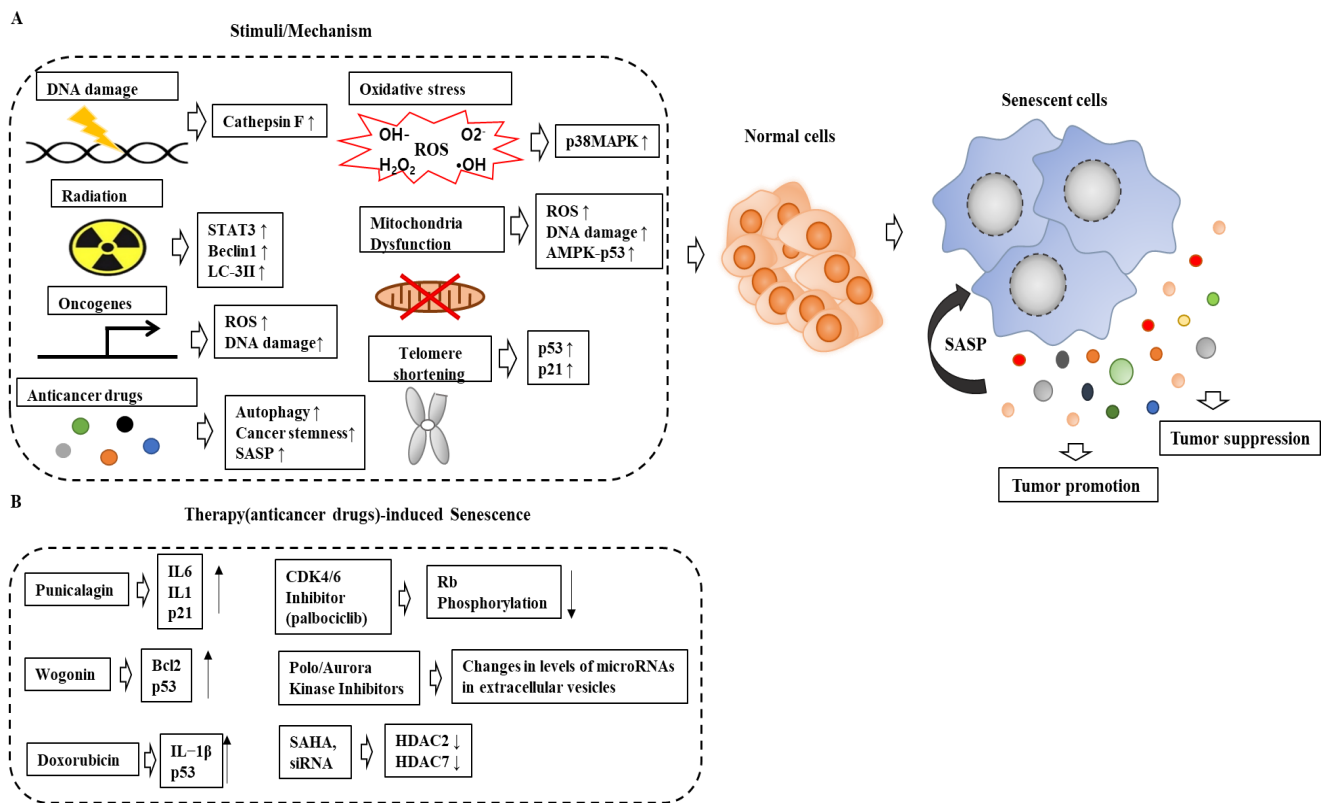 A
Stimuli/Mechanism
DNA damage
Cathepsin F ↑
Oxidative stress
OH-
O2-
ROS
H2O2
•OH
p38MAPK ↑
Radiation
STAT3 ↑
Beclin1 ↑
LC-3II ↑
Mitochondria
Dysfunction
ROS ↑
DNA damage ↑
AMPK-p53 ↑
Oncogenes
ROS ↑
DNA damage↑
Telomere
shortening
p53 ↑
p21 ↑
Anticancer drugs
Autophagy ↑
Cancer stemness↑
SASP ↑
Normal cells
Senescent cells
SASP
Tumor suppression
Tumor promotion
B
Therapy(anticancer drugs)-induced Senescence
Punicalagin
IL6
IL1
p21
CDK4/6
Inhibitor
(palbociclib)
Rb
Phosphorylation
Wogonin
Bcl2
p53
Polo/Aurora
Kinase Inhibitors
Changes in levels of microRNAs
in extracellular vesicles
Doxorubicin
IL−1β
p53
SAHA,
siRNA
HDAC2 ↓
HDAC7 ↓